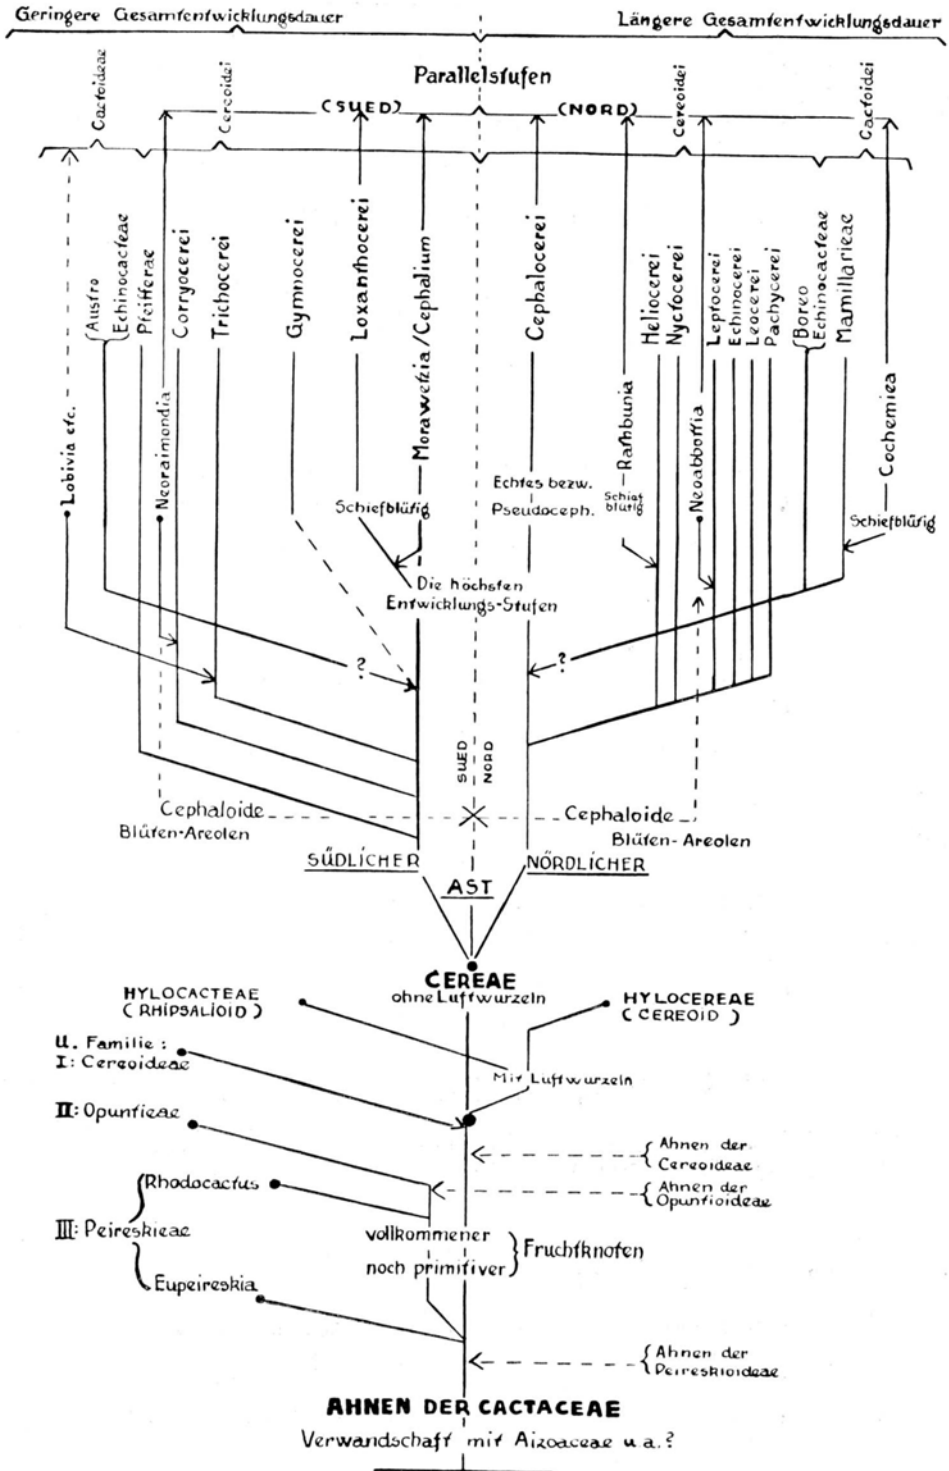 Geringere Gesamtentwicklungsdauer
Längere Gesamtentwicklungsdauer
Parallelstufen
(SUED)
(NORD)
Cactoideae
Cereoidei
Cereoidei
Cactoidei
Lobivia etc.
{Austro
Echinocacteae
Pfeifferae
Neoraimondia
Corryocerei
Trichocerei
Gymnocerei
Loxanthocerei
Morawetzia/Cephalium
Cephalocerei
Rathbunia
Heliocerei
Nyctocerei
Neoabbottia
Leptocerei
Echinocerei
Leocerei
Pachycerei
{Boreo
Echinocacteae
Mamillarieae
Cochemiea
Schiefblütig
Echtes bezw.
Pseudoceph.
Schief
blütig
Schiefblütig
Die höchsten
Entwicklungs-Stufen
?
?
SUED
NORD
Cephaloide
Blüten-Areolen
Cephaloide
Blüten-Areolen
SÜDLICHER
NÖRDLICHER
AST
CEREAE
ohne Luftwurzeln
HYLOCACTEAE
(RHIPSALIOID)
HYLOCEREAE
(CEREOID)
U. Familie:
I: Cereoideae
Mit Luftwurzeln
II: Opuntieae
{Ahnen der
Cereoideae
{Ahnen der
Opuntioideae
Rhodocactus
III: Peireskieae
vollkommener
noch primitiver
} Fruchtknoten
Eupeireskia
{Ahnen der
Peireskioideae
AHNEN DER CACTACEAE
Verwandschaft mit Aizoaceae u.a.?